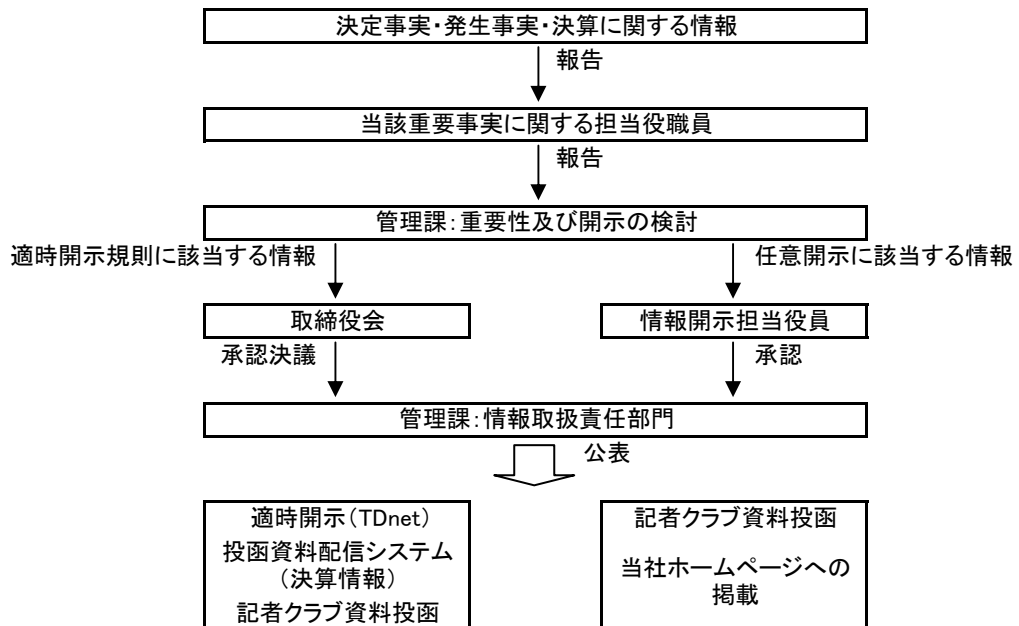 決定事実・発生事実・決算に関する情報
報告
当該重要事実に関する担当役職員
報告
管理課：重要性及び開示の検討
適時開示規則に該当する情報
任意開示に該当する情報
取締役会
情報開示担当役員
承認決議
承認
管理課：情報取扱責任部門
公表
適時開示（TDnet）
投函資料配信システム
（決算情報）
記者クラブ資料投函
記者クラブ資料投函
当社ホームページへの
掲載